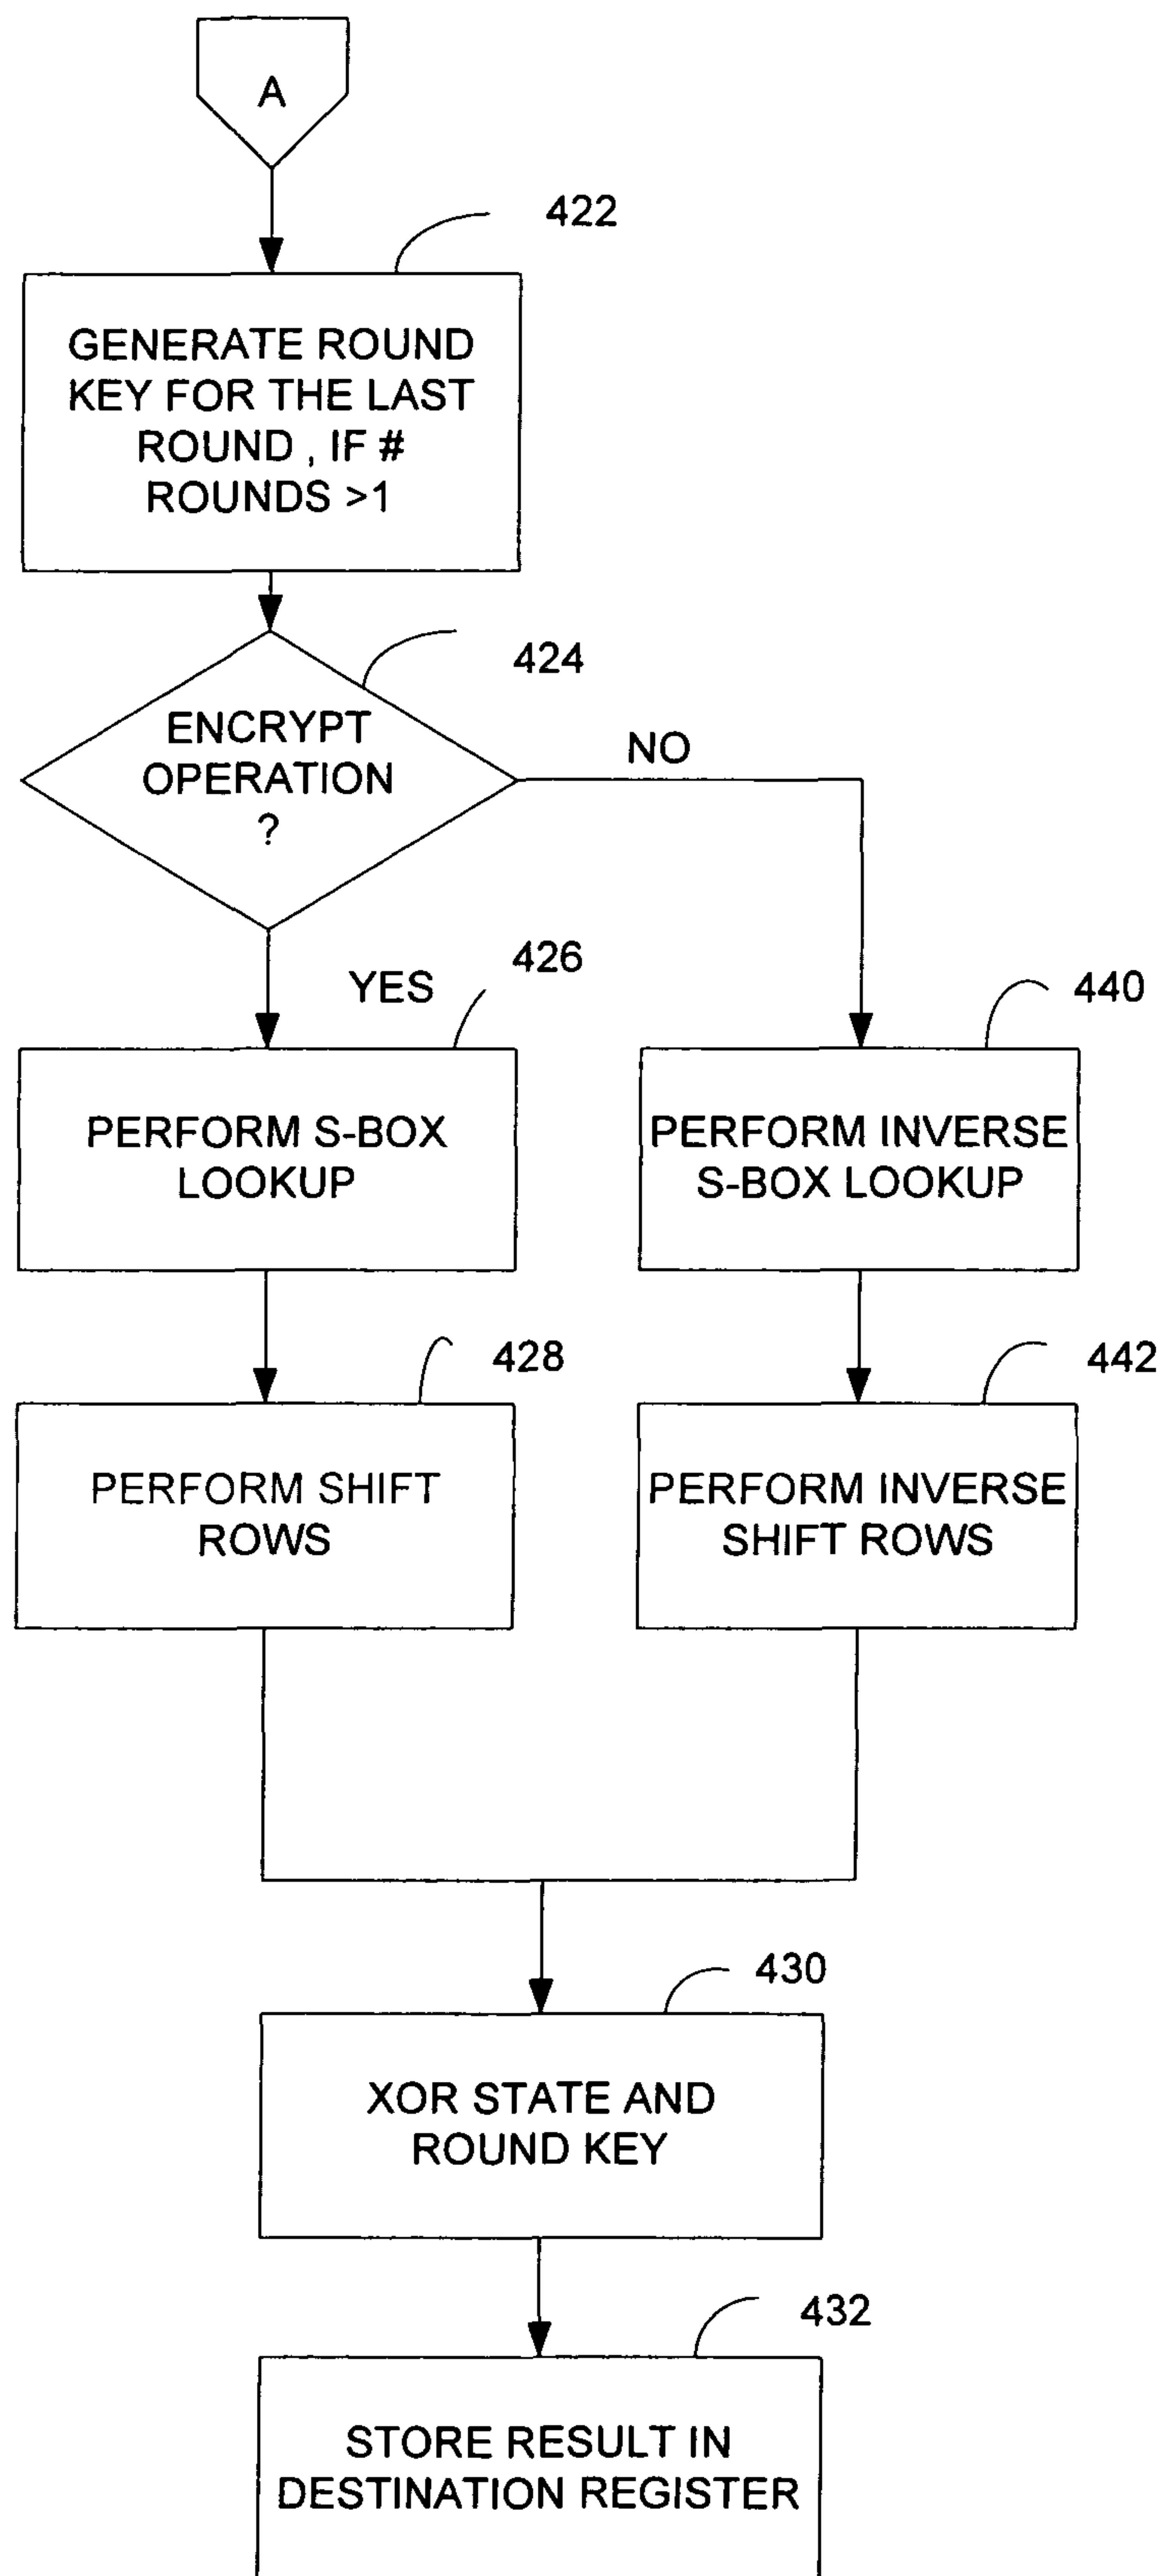 A
422
GENERATE ROUND
KEY FOR THE LAST
ROUND , IF #
ROUNDS >1
424
ENCRYPT
OPERATION
?
NO
YES
426
440
PERFORM S-BOX
LOOKUP
PERFORM INVERSE
S-BOX LOOKUP
428
442
PERFORM SHIFT
ROWS
PERFORM INVERSE
SHIFT ROWS
430
XOR STATE AND
ROUND KEY
432
STORE RESULT IN
DESTINATION REGISTER